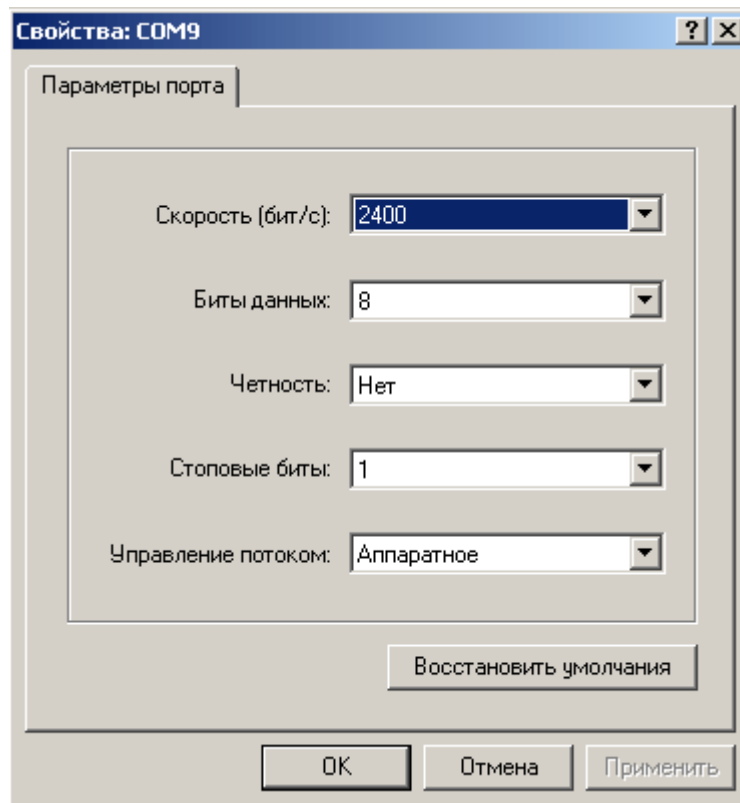 Свойства: COM9
Параметры порта
Скорость (бит/с): 2400
Биты данных: 8
Четность: Нет
Стоповые биты: 1
Управление потоком: Аппаратное
Восстановить умолчания
OK Отмена Применить